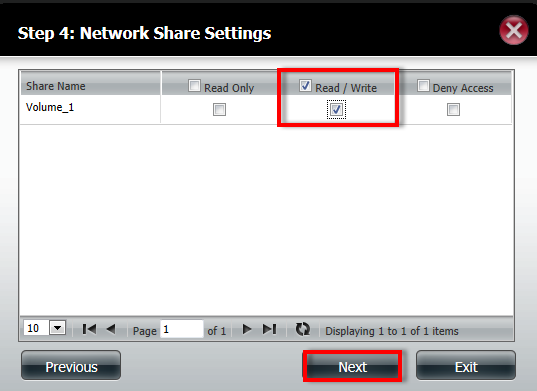 Step 4: Network Share Settings
Share Name Read Only Read / Write Deny Access
Volume_1
10 Page 1 of 1 Displaying 1 to 1 of 1 items
Previous Next Exit